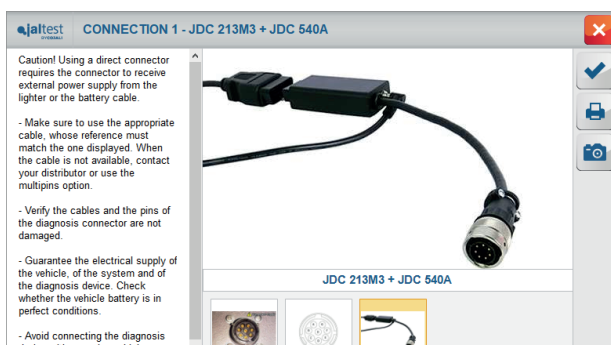 jaltest
CONNECTION 1 - JDC 213M3 + JDC 540A
Caution! Using a direct connector
requires the connector to receive
external power supply from the
lighter or the battery cable.
- Make sure to use the appropriate
cable, whose reference must
match the one displayed. When
the cable is not available, contact
your distributor or use the
multipins option.
- Verify the cables and the pins of
the diagnosis connector are not
damaged.
- Guarantee the electrical supply of
the vehicle, of the system and of
the diagnosis device. Check
whether the vehicle battery is in
perfect conditions.
- Avoid connecting the diagnosis
JDC 213M3 + JDC 540A